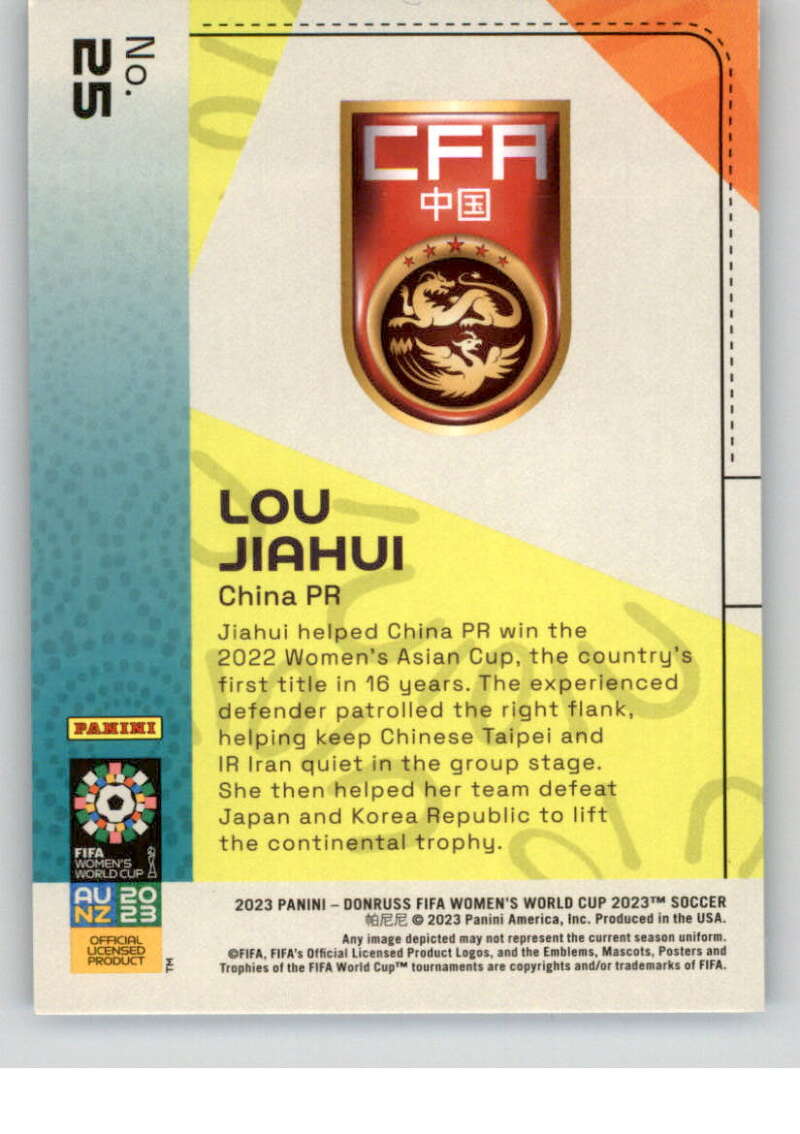 No.
25
CFA
中国
LOU
JIAHUI
China PR
Jiahui helped China PR win the
2022 Women's Asian Cup, the country's
first title in 16 years. The experienced
defender patrolled the right flank,
helping keep Chinese Taipei and
IR Iran quiet in the group stage.
She then helped her team defeat
Japan and Korea Republic to lift
the continental trophy.
PANINI
FIFA
WOMEN'S
WORLD CUP
AU 20
NZ 23
OFFICIAL
LICENSED
PRODUCT
TM
2023 PANINI – DONRUSS FIFA WOMEN'S WORLD CUP 2023™ SOCCER
帕尼尼 © 2023 Panini America, Inc. Produced in the USA.
Any image depicted may not represent the current season uniform.
©FIFA, FIFA's Official Licensed Product Logos, and the Emblems, Mascots, Posters and
Trophies of the FIFA World Cup™ tournaments are copyrights and/or trademarks of FIFA.